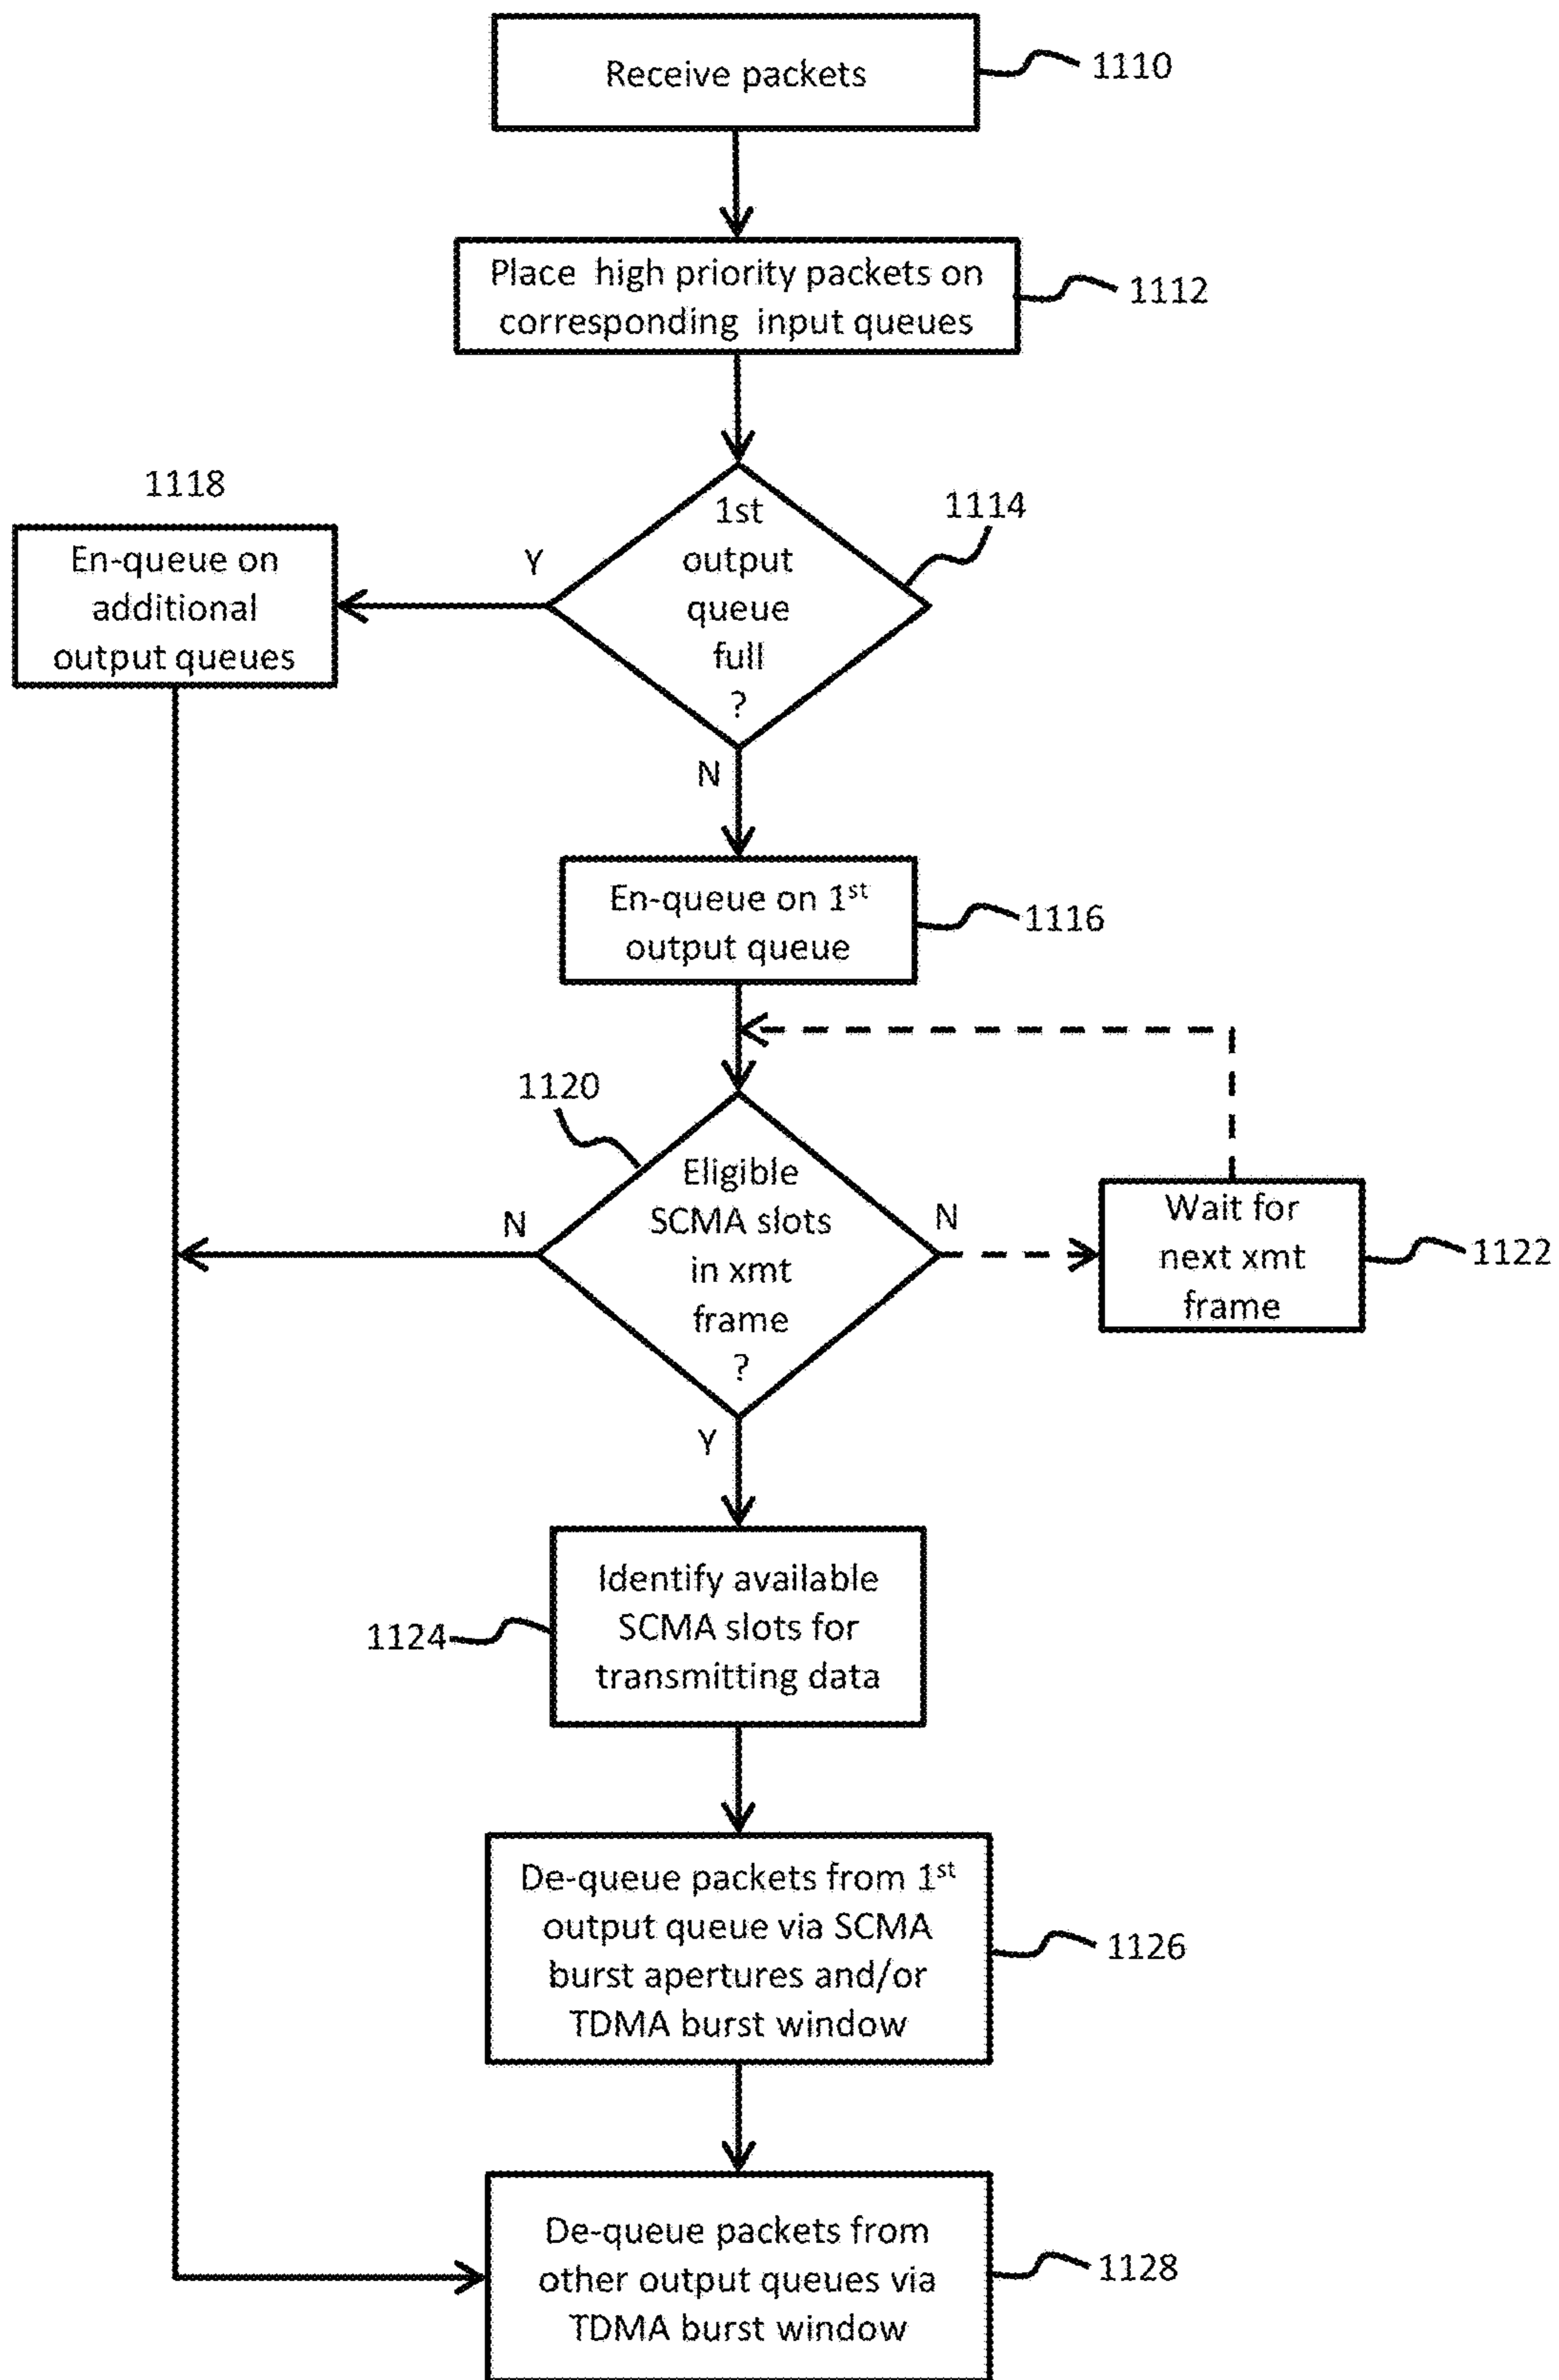 Receive packets
1110
Place high priority packets on
corresponding input queues
1112
1118
En-queue on
additional
output queues
Y
1st
output
queue
full
?
1114
N
En-queue on 1st
output queue
1116
1120
N
Eligible
SCMA slots
in xmt
frame
?
N
Wait for
next xmt
frame
1122
Y
Identify available
SCMA slots for
transmitting data
1124
De-queue packets from 1st
output queue via SCMA
burst apertures and/or
TDMA burst window
1126
De-queue packets from
other output queues via
TDMA burst window
1128